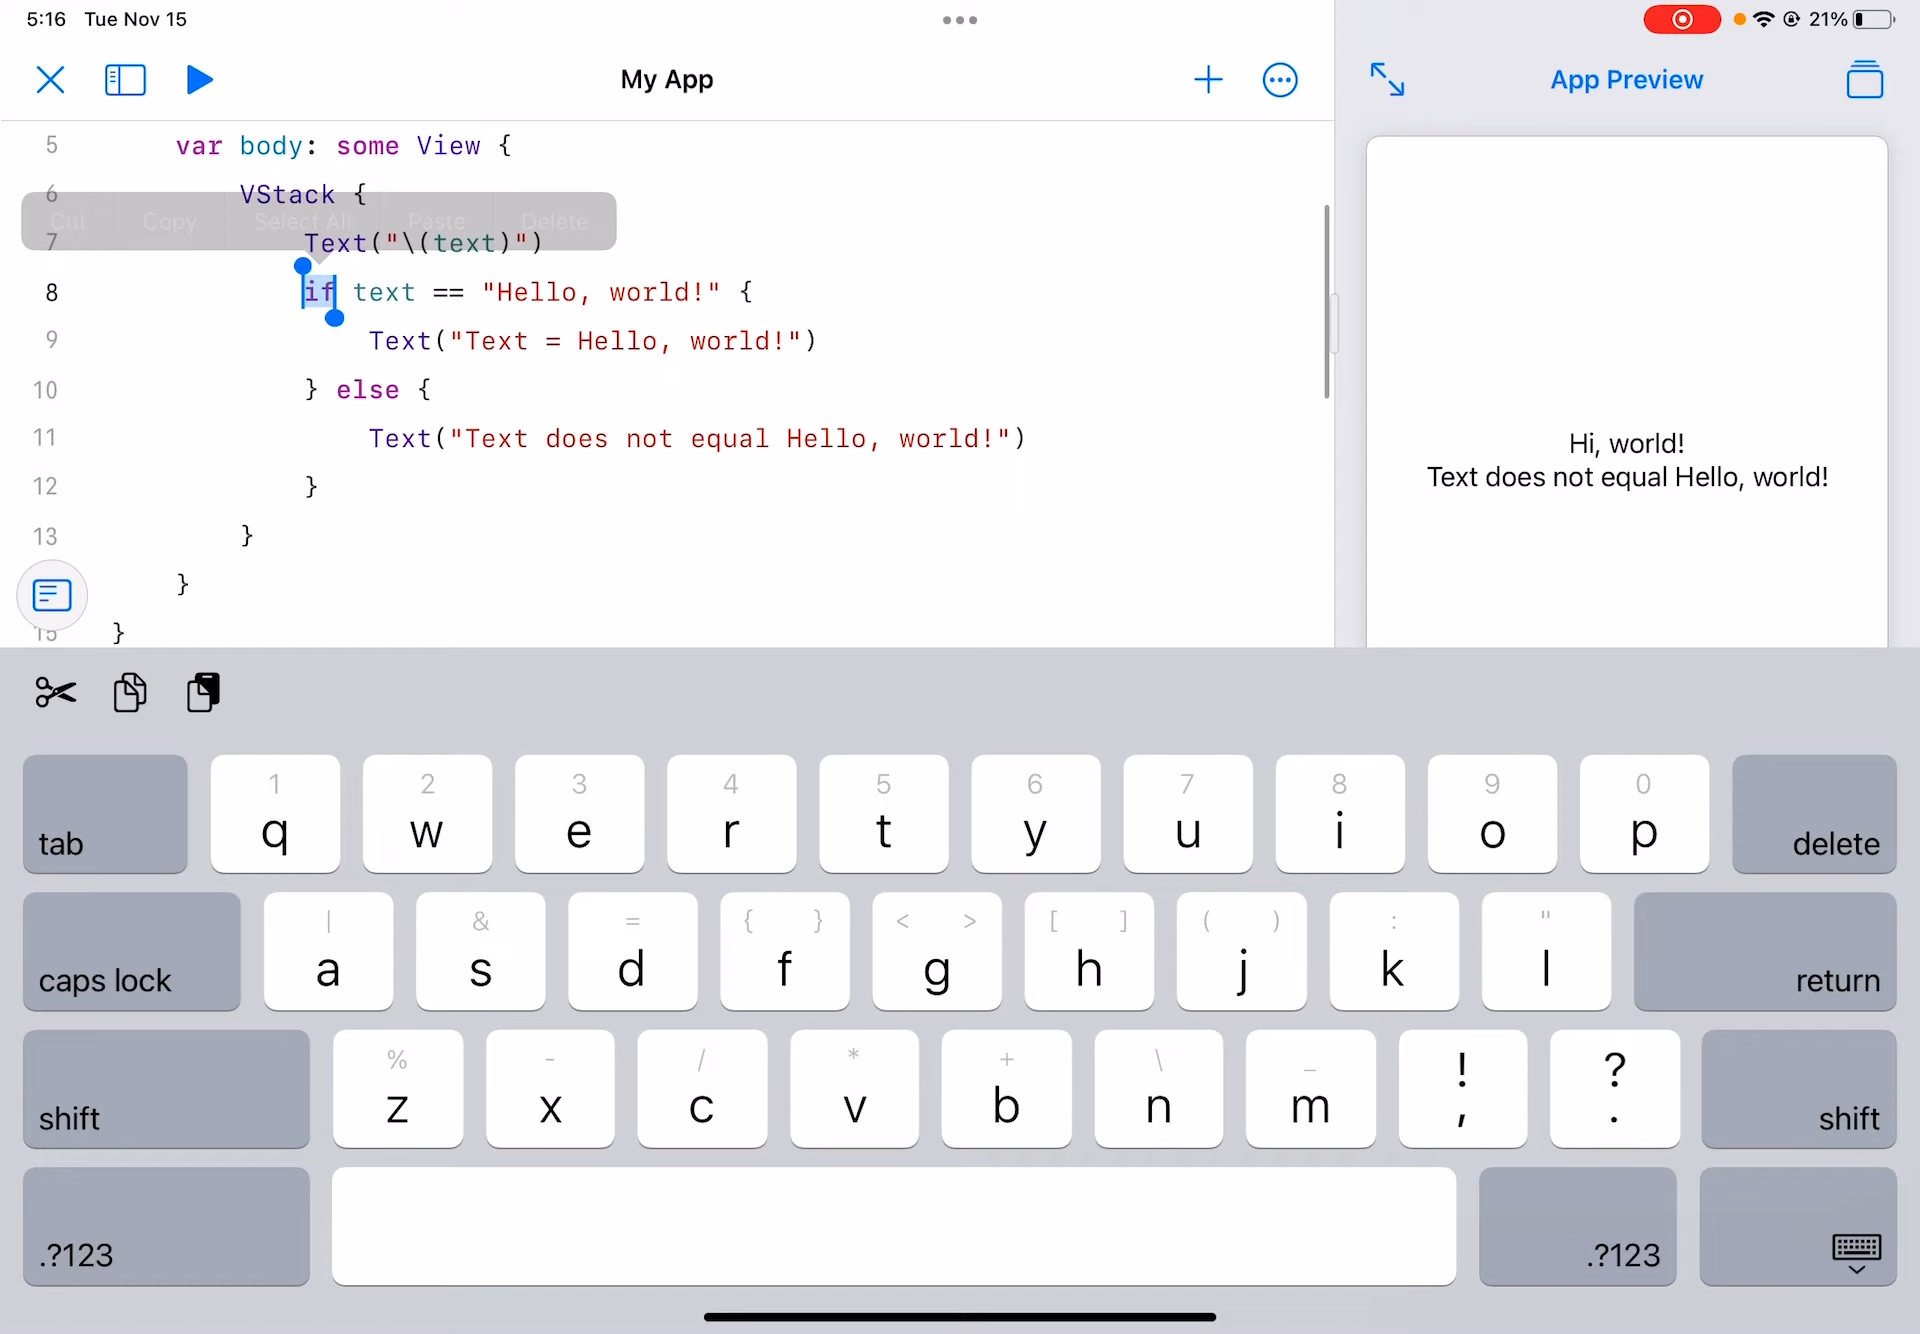 5:16 Tue Nov 15
21%
My App
App Preview
5 var body: some View {
6 VStack {
Cut Copy Select All Paste Delete
7 Text("\(text)")
8 if text == "Hello, world!" {
9 Text("Text = Hello, world!")
10 } else {
11 Text("Text does not equal Hello, world!")
12 }
13 }
}
15 }
Hi, world!
Text does not equal Hello, world!
1 2 3 4 5 6 7 8 9 0
tab q w e r t y u i o p delete
| & = { } < > [ ] ( ) : "
caps lock a s d f g h j k l return
% - / * + \ _ ! ?
shift z x c v b n m , . shift
.?123 .?123